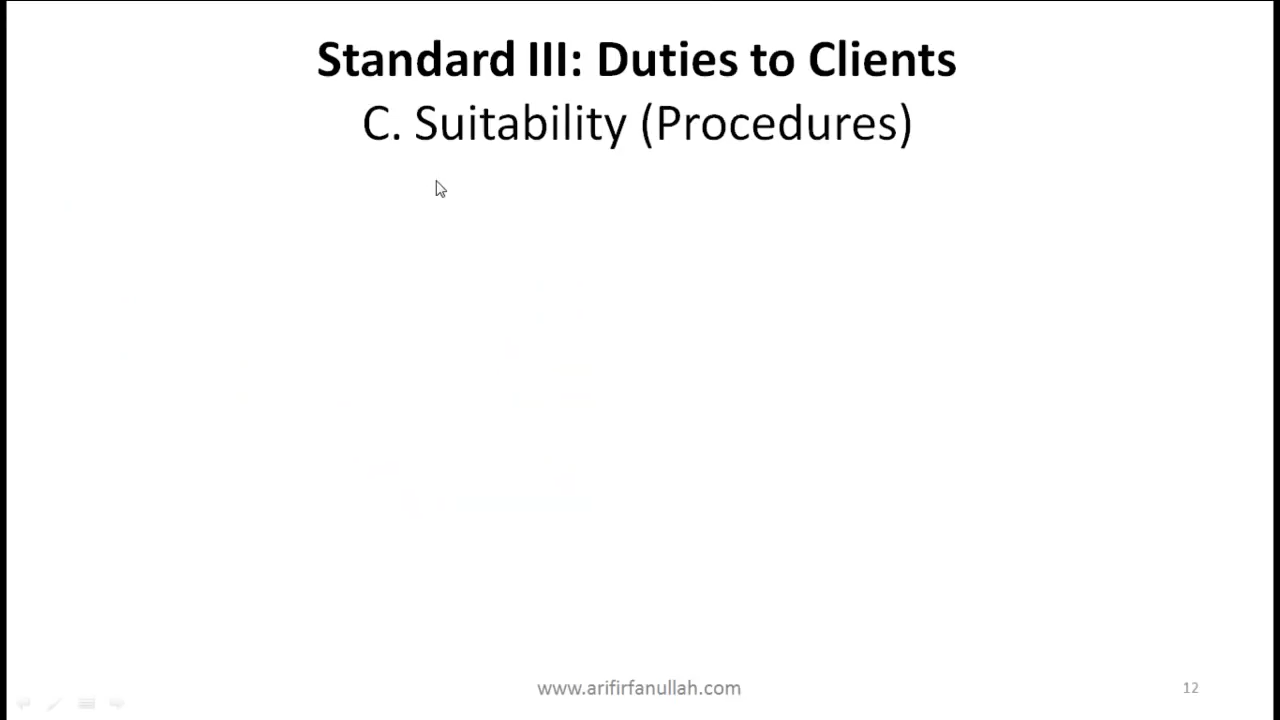 Standard III: Duties to Clients
C. Suitability (Procedures)
www.arifirfanullah.com
12